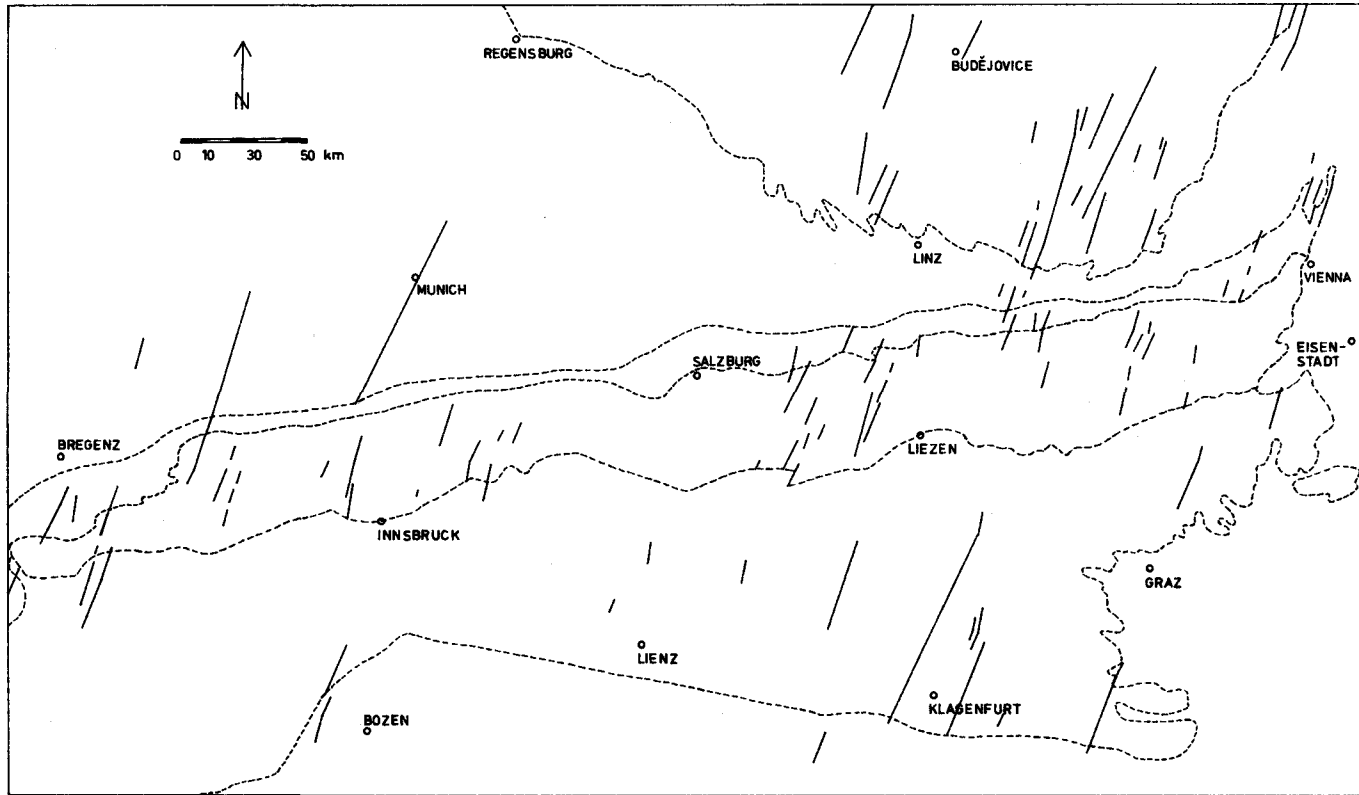 REGENSBURG
BUDĚJOVICE
N
0 10 30 50 km
LINZ
VIENNA
MUNICH
EISEN-
STADT
SALZBURG
BREGENZ
LIEZEN
INNSBRUCK
GRAZ
LIENZ
KLAGENFURT
BOZEN